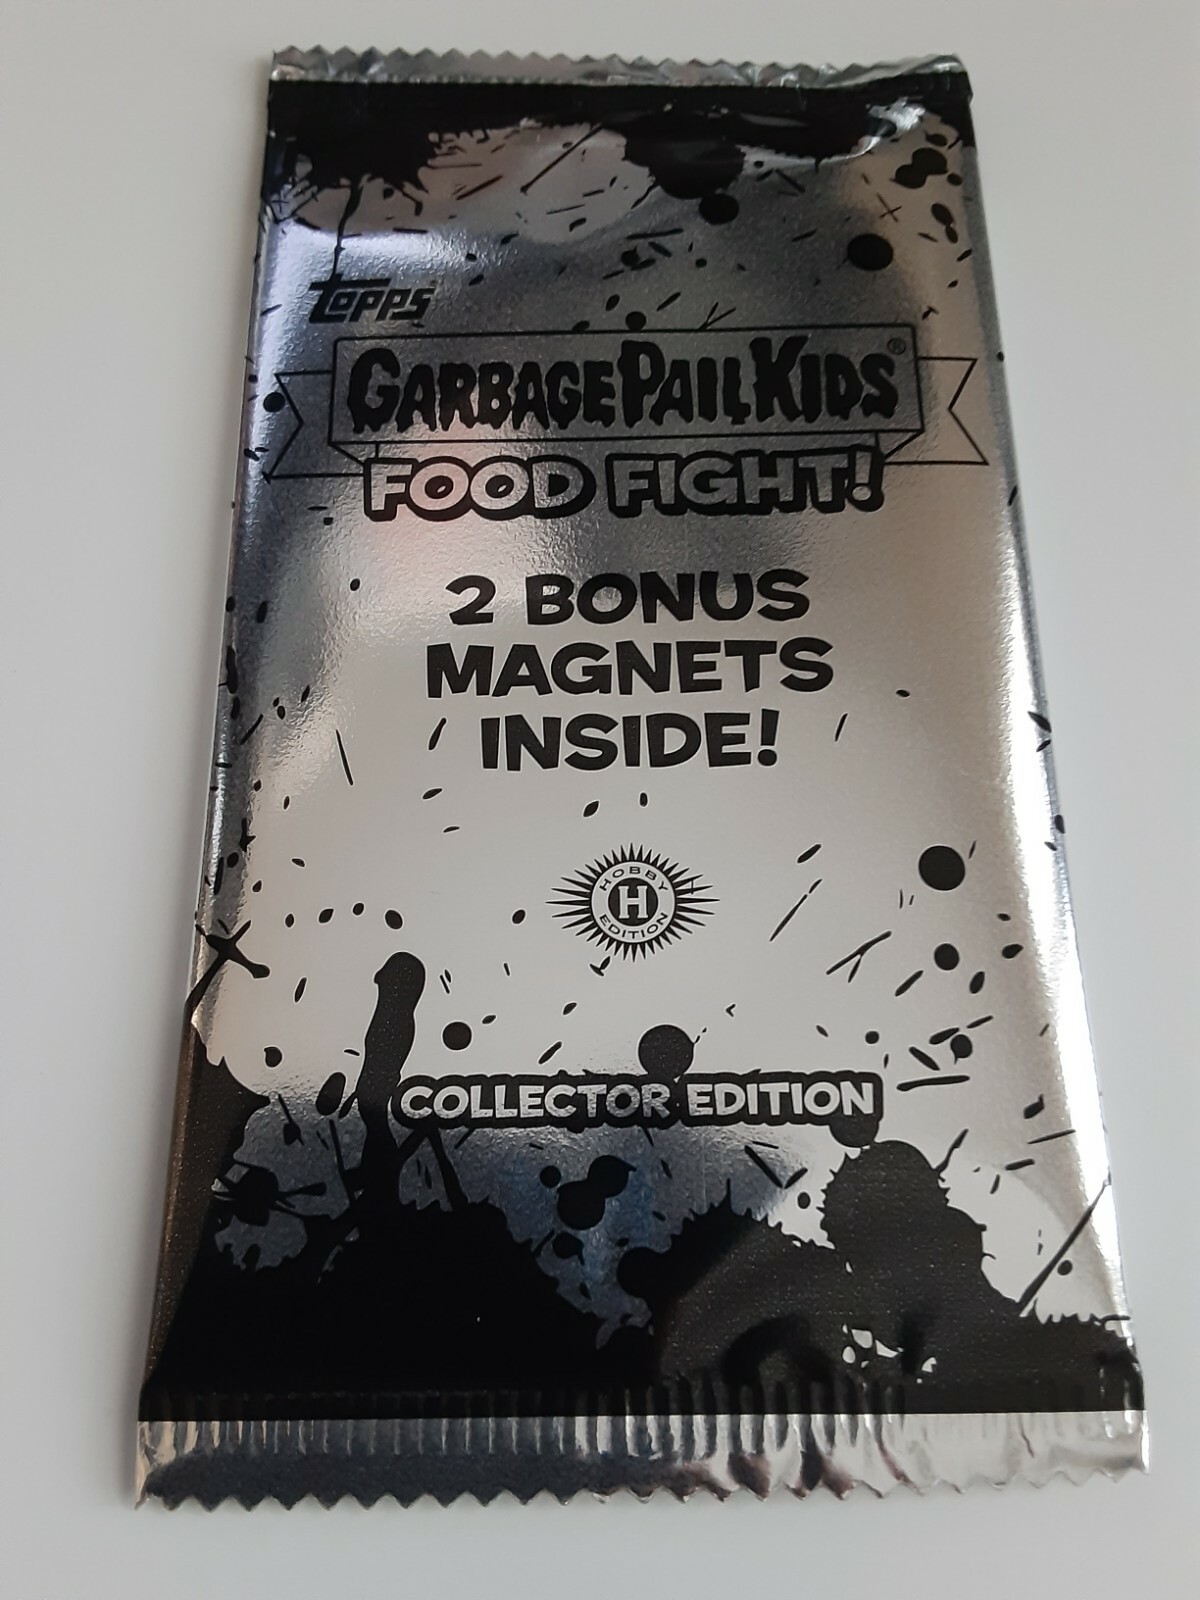 TOPPS
GARBAGE PAIL KIDS®
FOOD FIGHT!
2 BONUS
MAGNETS
INSIDE!
HOBBY
H
EDITION
COLLECTOR EDITION